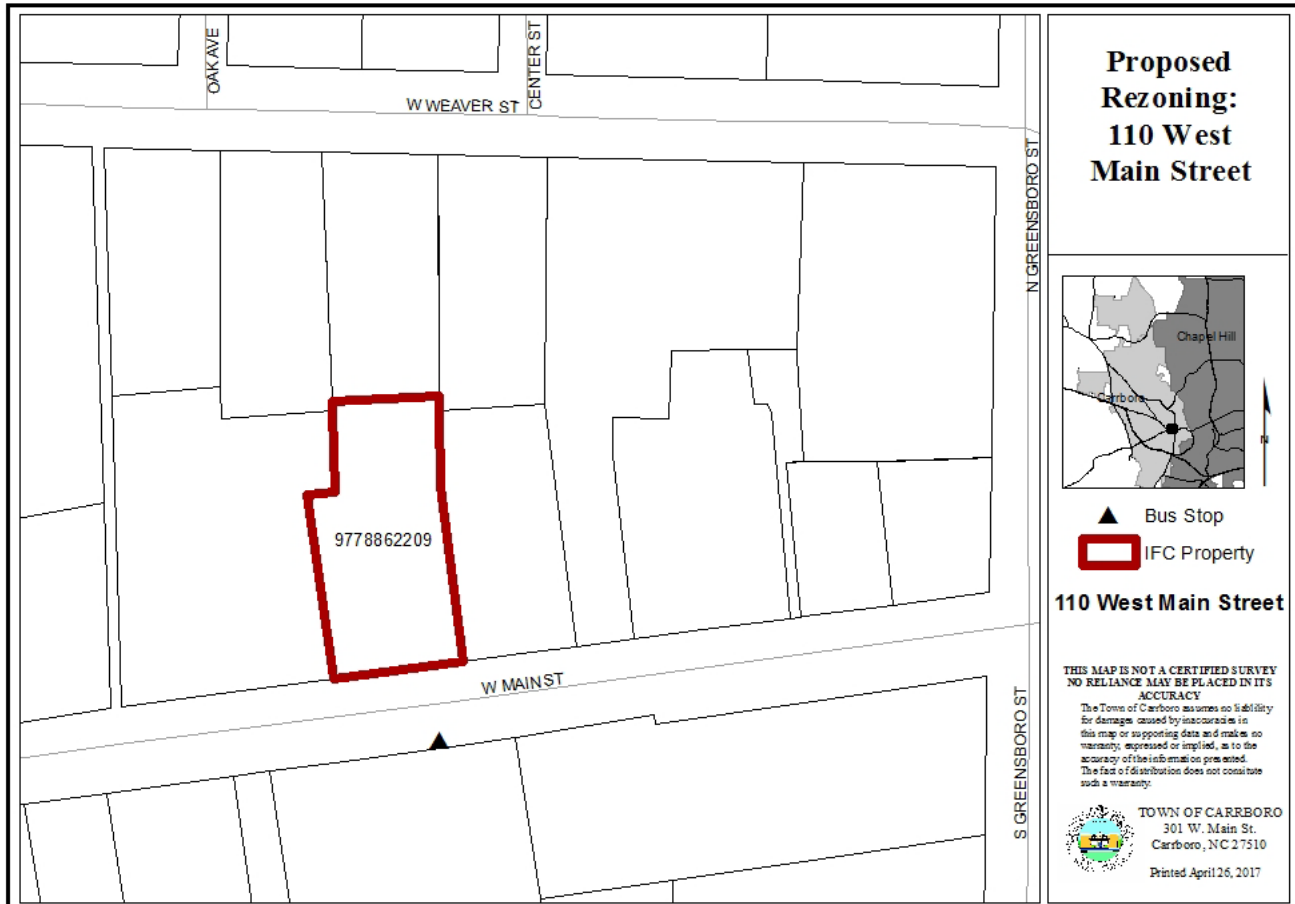 OAK AVE
CENTER ST
W WEAVER ST
N GREENSBORO ST
9778862209
W MAIN ST
S GREENSBORO ST
Proposed
Rezoning:
110 West
Main Street
Chapel Hill
Carrboro
N
Bus Stop
IFC Property
110 West Main Street
THIS MAP IS NOT A CERTIFIED SURVEY
NO RELIANCE MAY BE PLACED IN ITS
ACCURACY
The Town of Carrboro assumes no liability
for damages caused by inaccuracies in
this map or supporting data and makes no
warranty, expressed or implied, as to the
accuracy of the information presented.
The fact of distribution does not consitute
such a warranty.
TOWN OF CARRBORO
301 W. Main St.
Carrboro, NC 27510
Printed April 26, 2017